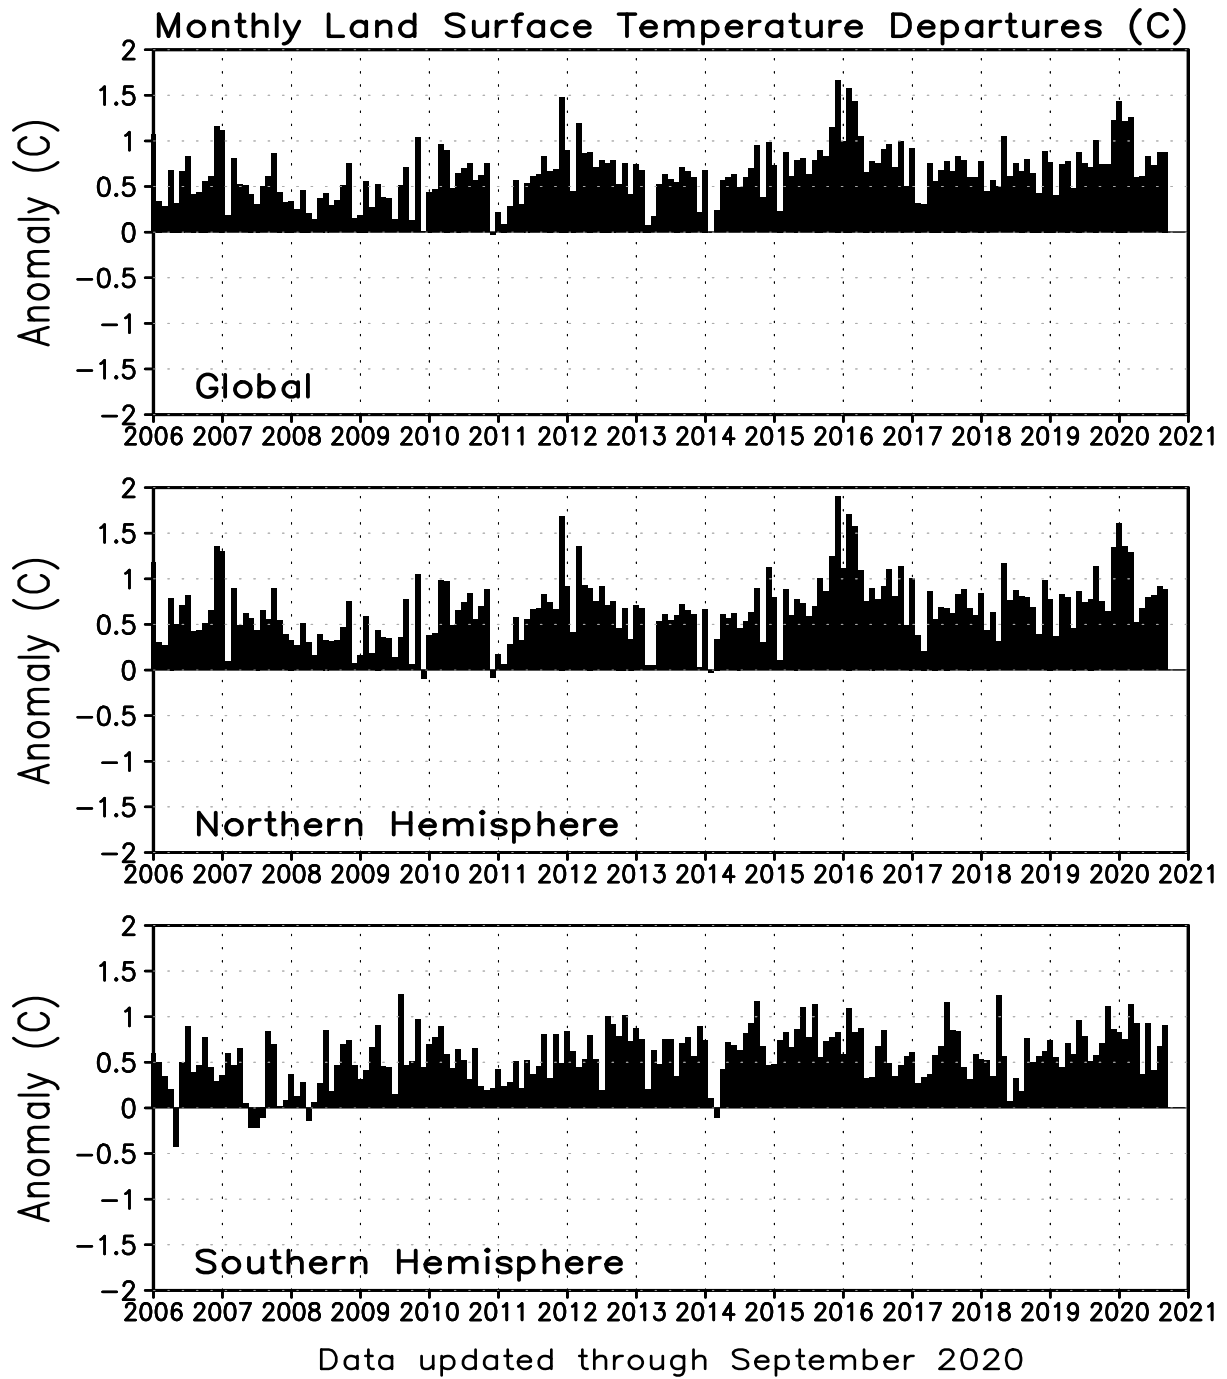 Monthly Land Surface Temperature Departures (C)
Anomaly (C)
2
1.5
1
0.5
0
−0.5
−1
−1.5
−2
Global
2006 2007 2008 2009 2010 2011 2012 2013 2014 2015 2016 2017 2018 2019 2020 2021
Anomaly (C)
2
1.5
1
0.5
0
−0.5
−1
−1.5
−2
Northern Hemisphere
2006 2007 2008 2009 2010 2011 2012 2013 2014 2015 2016 2017 2018 2019 2020 2021
Anomaly (C)
2
1.5
1
0.5
0
−0.5
−1
−1.5
−2
Southern Hemisphere
2006 2007 2008 2009 2010 2011 2012 2013 2014 2015 2016 2017 2018 2019 2020 2021
Data updated through September 2020